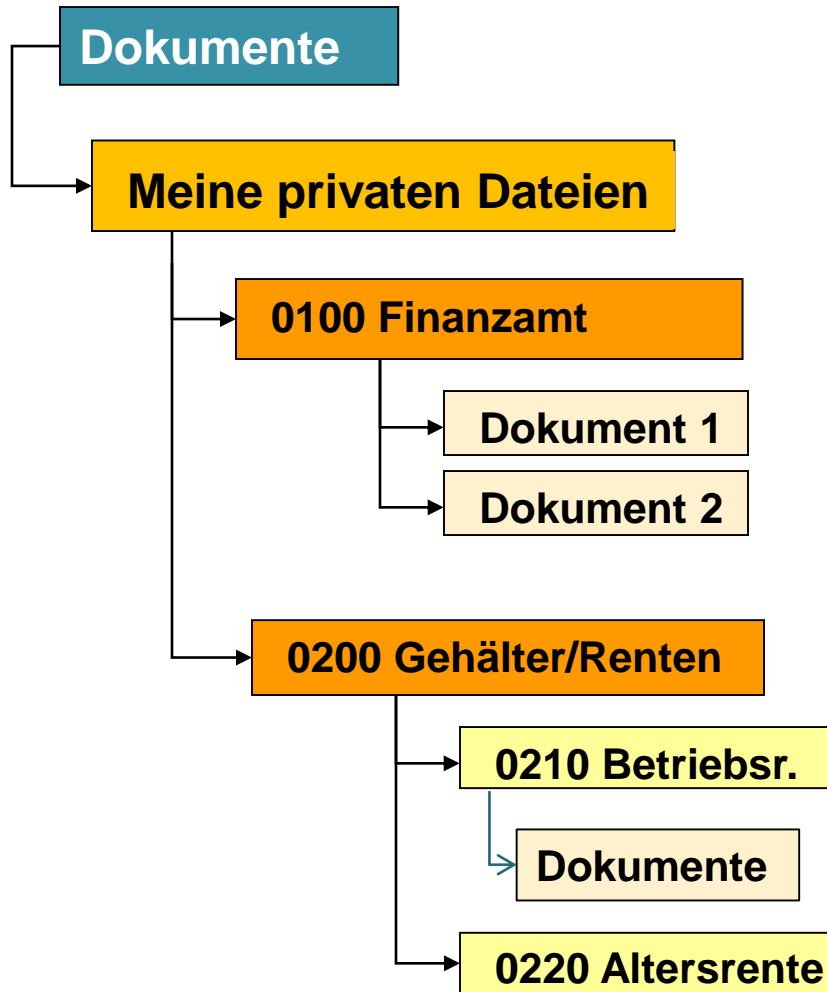 Dokumente
Meine privaten Dateien
0100 Finanzamt
Dokument 1
Dokument 2
0200 Gehälter/Renten
0210 Betriebsr.
Dokumente
0220 Altersrente